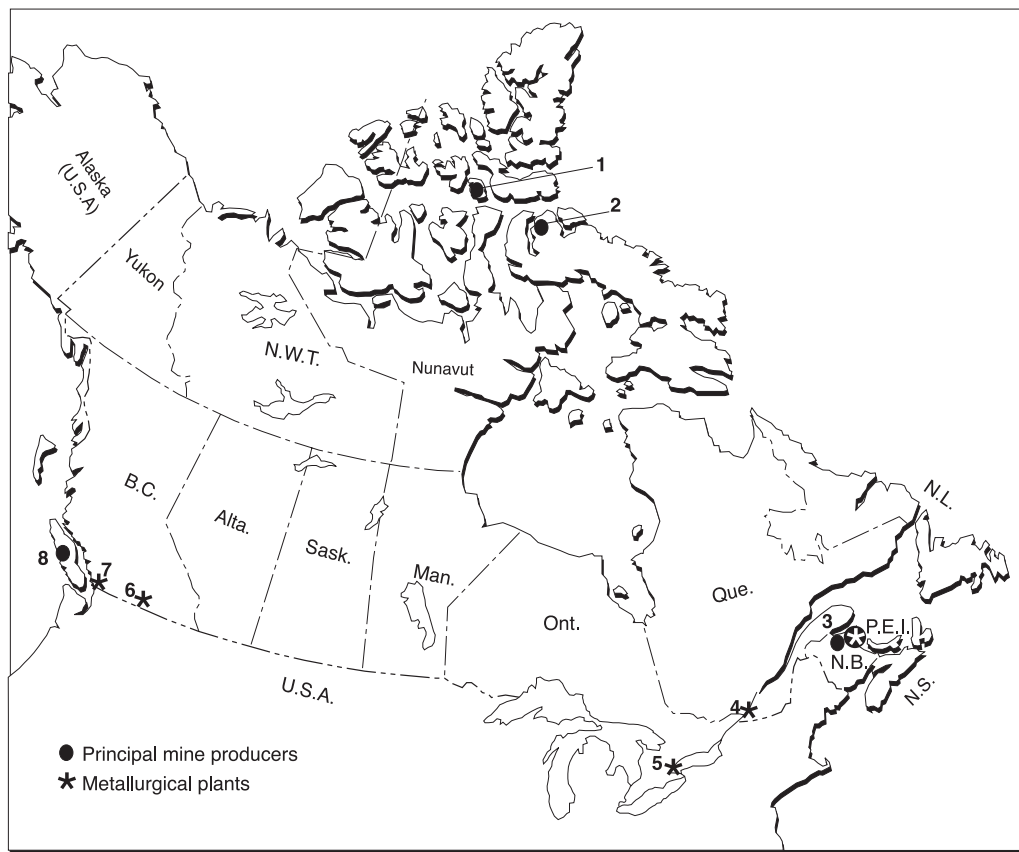 1
2
Alaska
(U.S.A)
Yukon
N.W.T.
Nunavut
B.C.
Alta.
Sask.
Man.
Ont.
Que.
N.L.
8
7
6
3
P.E.I.
N.B.
N.S.
U.S.A.
4
5
Principal mine producers
Metallurgical plants